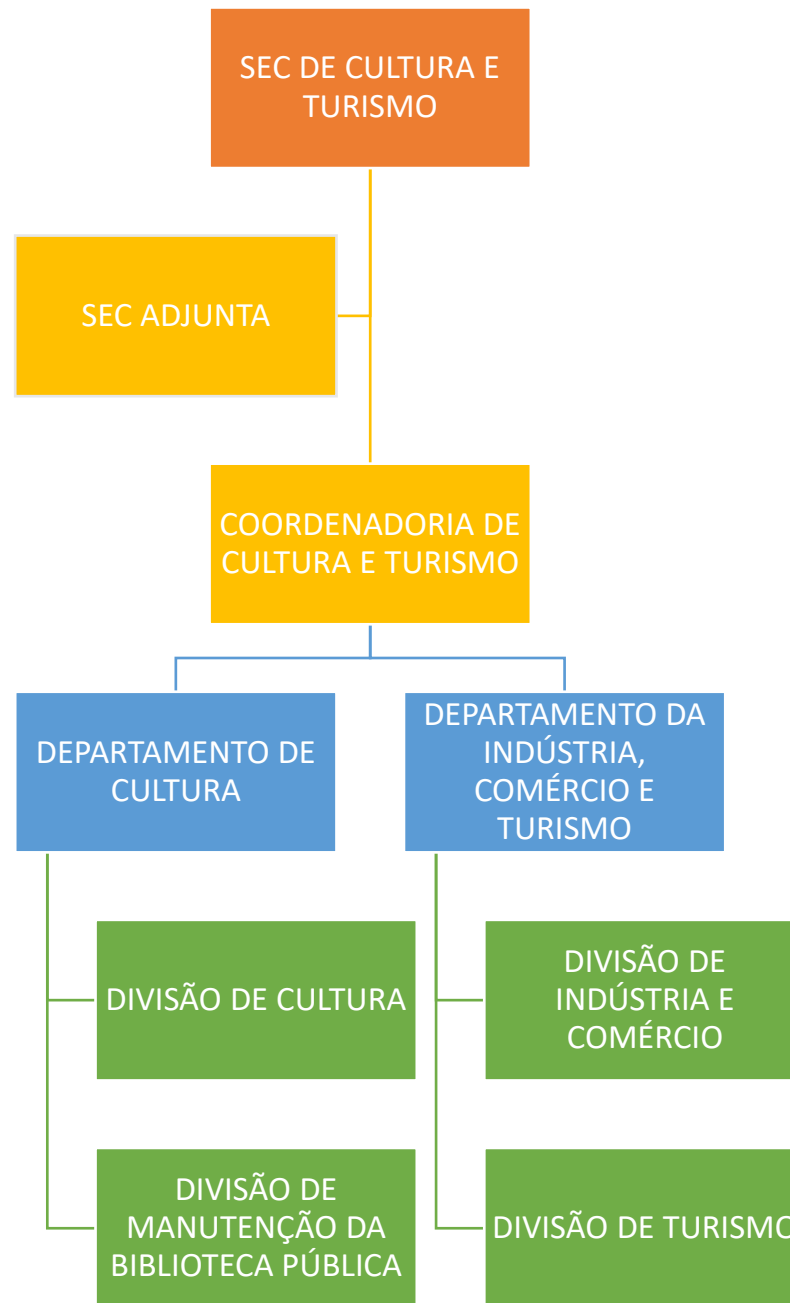 SEC DE CULTURA E
TURISMO
SEC ADJUNTA
COORDENADORIA DE
CULTURA E TURISMO
DEPARTAMENTO DE
CULTURA
DEPARTAMENTO DA
INDÚSTRIA,
COMÉRCIO E
TURISMO
DIVISÃO DE CULTURA
DIVISÃO DE
INDÚSTRIA E
COMÉRCIO
DIVISÃO DE
MANUTENÇÃO DA
BIBLIOTECA PÚBLICA
DIVISÃO DE TURISMO